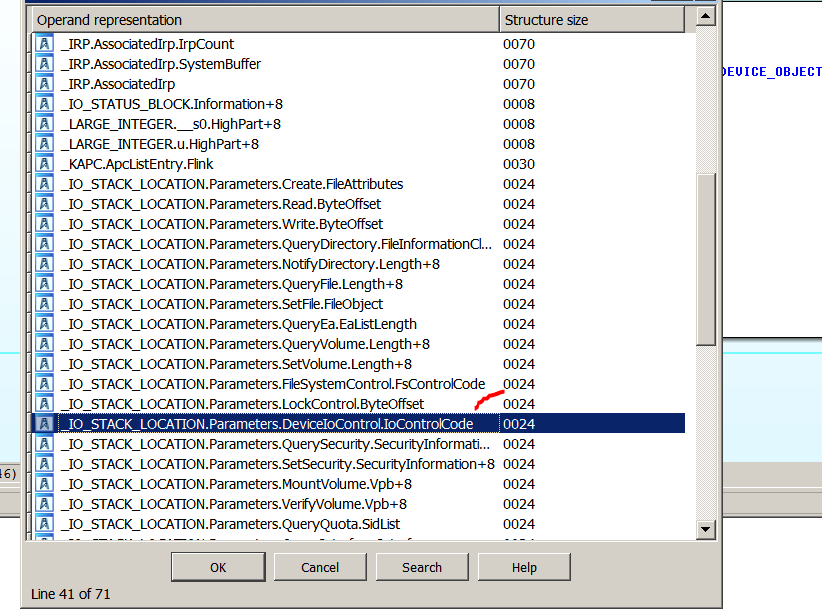 Operand representation Structure size
_IRP.AssociatedIrp.IrpCount 0070
_IRP.AssociatedIrp.SystemBuffer 0070
_IRP.AssociatedIrp 0070
_IO_STATUS_BLOCK.Information+8 0008
_LARGE_INTEGER.__s0.HighPart+8 0008
_LARGE_INTEGER.u.HighPart+8 0008
_KAPC.ApcListEntry.Flink 0030
_IO_STACK_LOCATION.Parameters.Create.FileAttributes 0024
_IO_STACK_LOCATION.Parameters.Read.ByteOffset 0024
_IO_STACK_LOCATION.Parameters.Write.ByteOffset 0024
_IO_STACK_LOCATION.Parameters.QueryDirectory.FileInformationCl... 0024
_IO_STACK_LOCATION.Parameters.NotifyDirectory.Length+8 0024
_IO_STACK_LOCATION.Parameters.QueryFile.Length+8 0024
_IO_STACK_LOCATION.Parameters.SetFile.FileObject 0024
_IO_STACK_LOCATION.Parameters.QueryEa.EaListLength 0024
_IO_STACK_LOCATION.Parameters.QueryVolume.Length+8 0024
_IO_STACK_LOCATION.Parameters.SetVolume.Length+8 0024
_IO_STACK_LOCATION.Parameters.FileSystemControl.FsControlCode 0024
_IO_STACK_LOCATION.Parameters.LockControl.ByteOffset 0024
_IO_STACK_LOCATION.Parameters.DeviceIoControl.IoControlCode 0024
_IO_STACK_LOCATION.Parameters.QuerySecurity.SecurityInformati... 0024
_IO_STACK_LOCATION.Parameters.SetSecurity.SecurityInformation+8 0024
_IO_STACK_LOCATION.Parameters.MountVolume.Vpb+8 0024
_IO_STACK_LOCATION.Parameters.VerifyVolume.Vpb+8 0024
_IO_STACK_LOCATION.Parameters.QueryQuota.SidList 0024
OK Cancel Search Help
Line 41 of 71
DEVICE_OBJECT
46)